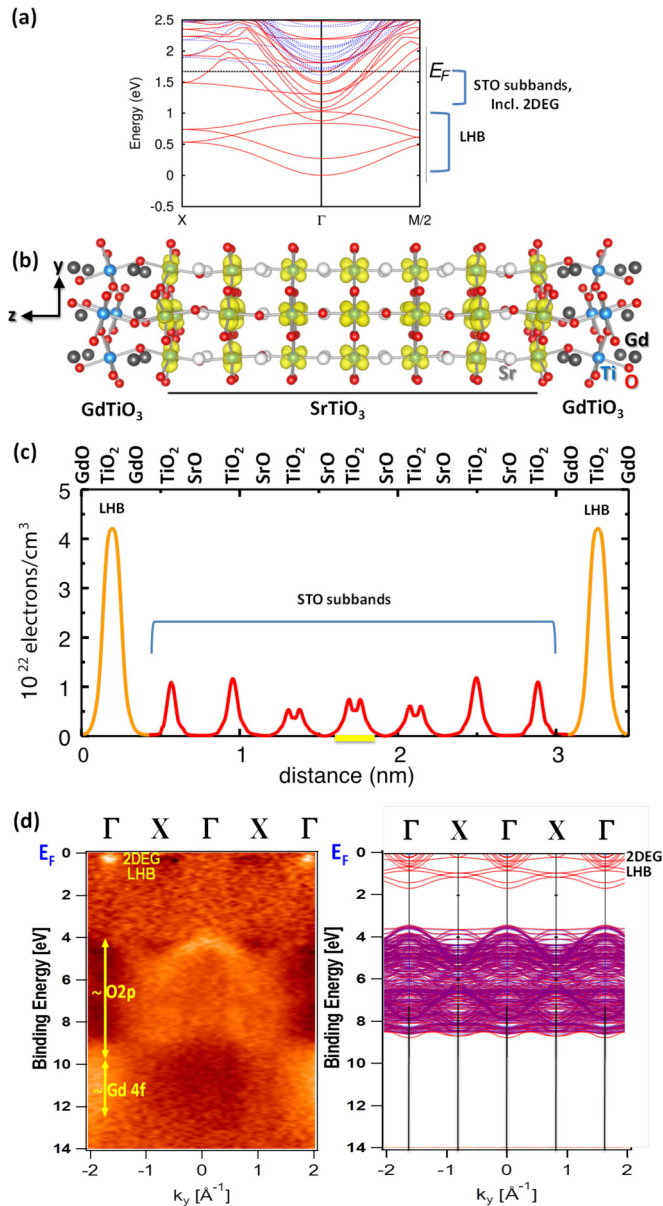 (a)
2.5
2
1.5
1
0.5
0
-0.5
Energy (eV)
X Γ M/2
E_F
STO subbands,
Incl. 2DEG
LHB
(b)
y
z
Gd
Sr Ti O
GdTiO3 SrTiO3 GdTiO3
(c)
GdO TiO2 GdO TiO2 SrO TiO2 SrO TiO2 SrO TiO2 SrO TiO2 SrO TiO2 SrO TiO2 GdO TiO2 GdO
5
4
3
2
1
0
10^22 electrons/cm^3
LHB LHB
STO subbands
0 1 2 3
distance (nm)
(d)
Γ X Γ X Γ
E_F
2DEG
LHB
~O2p
~Gd 4f
0
2
4
6
8
10
12
14
Binding Energy [eV]
-2 -1 0 1 2
k_y [Å^-1]
Γ X Γ X Γ
E_F
2DEG
LHB
0
2
4
6
8
10
12
14
Binding Energy [eV]
-2 -1 0 1 2
k_y [Å^-1]